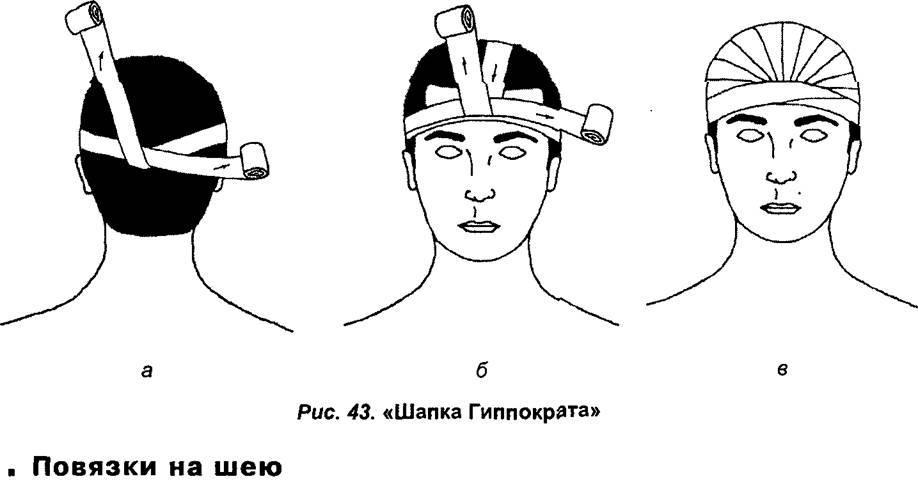 а б в
Рис. 43. «Шапка Гиппократа»
. Повязки на шею